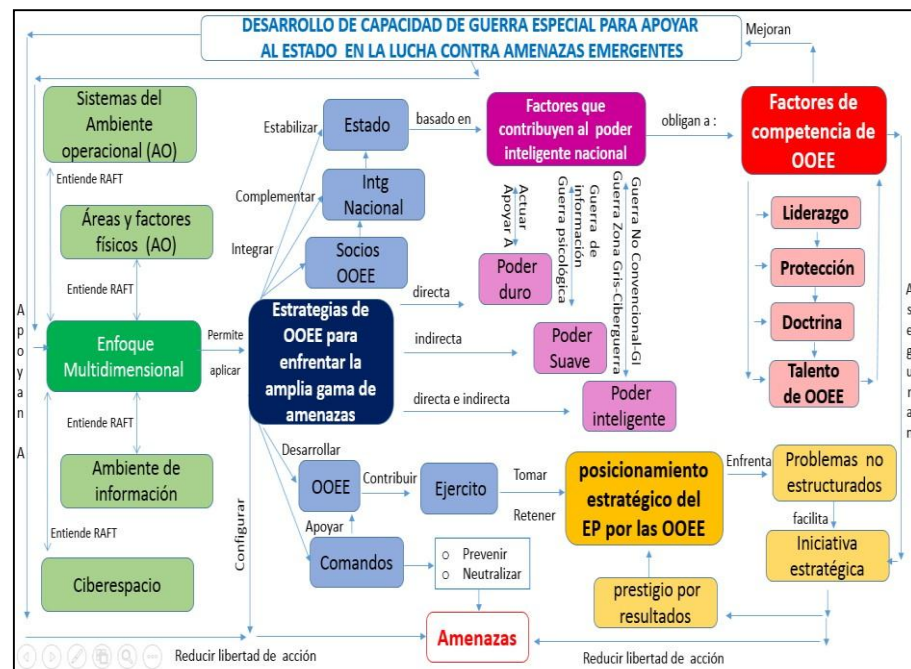 DESARROLLO DE CAPACIDAD DE GUERRA ESPECIAL PARA APOYAR
AL ESTADO EN LA LUCHA CONTRA AMENAZAS EMERGENTES
Mejoran
Sistemas del
Ambiente
operacional (AO)
Entiende RAFT
Áreas y factores
físicos (AO)
Entiende RAFT
Apoyan A
Enfoque
Multidimensional
Entiende RAFT
Ambiente de
información
Entiende RAFT
Ciberespacio
Permite
aplicar
Estabilizar
Complementar
Integrar
Estado
Intg
Nacional
Socios
OOEE
Estrategias de
OOEE para
enfrentar la
amplia gama de
amenazas
basado en
Factores que
contribuyen al poder
inteligente nacional
obligan a :
Factores de
competencia de
OOEE
Actuar
Apoyar A
Guerra de
información
Guerra psicológica
Guerra No Convencional-Gi
Guerra Zona Gris-Ciberguerra
directa
Poder
duro
indirecta
Poder
Suave
directa e indirecta
Poder
inteligente
Liderazgo
Protección
Doctrina
Talento
de OOEE
Aseguran
Desarrollar
OOEE
Contribuir
Ejercito
Tomar
Retener
posicionamiento
estratégico del
EP por las OOEE
Enfrenta
Problemas no
estructurados
facilita
Iniciativa
estratégica
prestigio por
resultados
Apoyar
Comandos
Configurar
○ Prevenir
○ Neutralizar
Amenazas
Reducir libertad de acción
Reducir libertad de acción